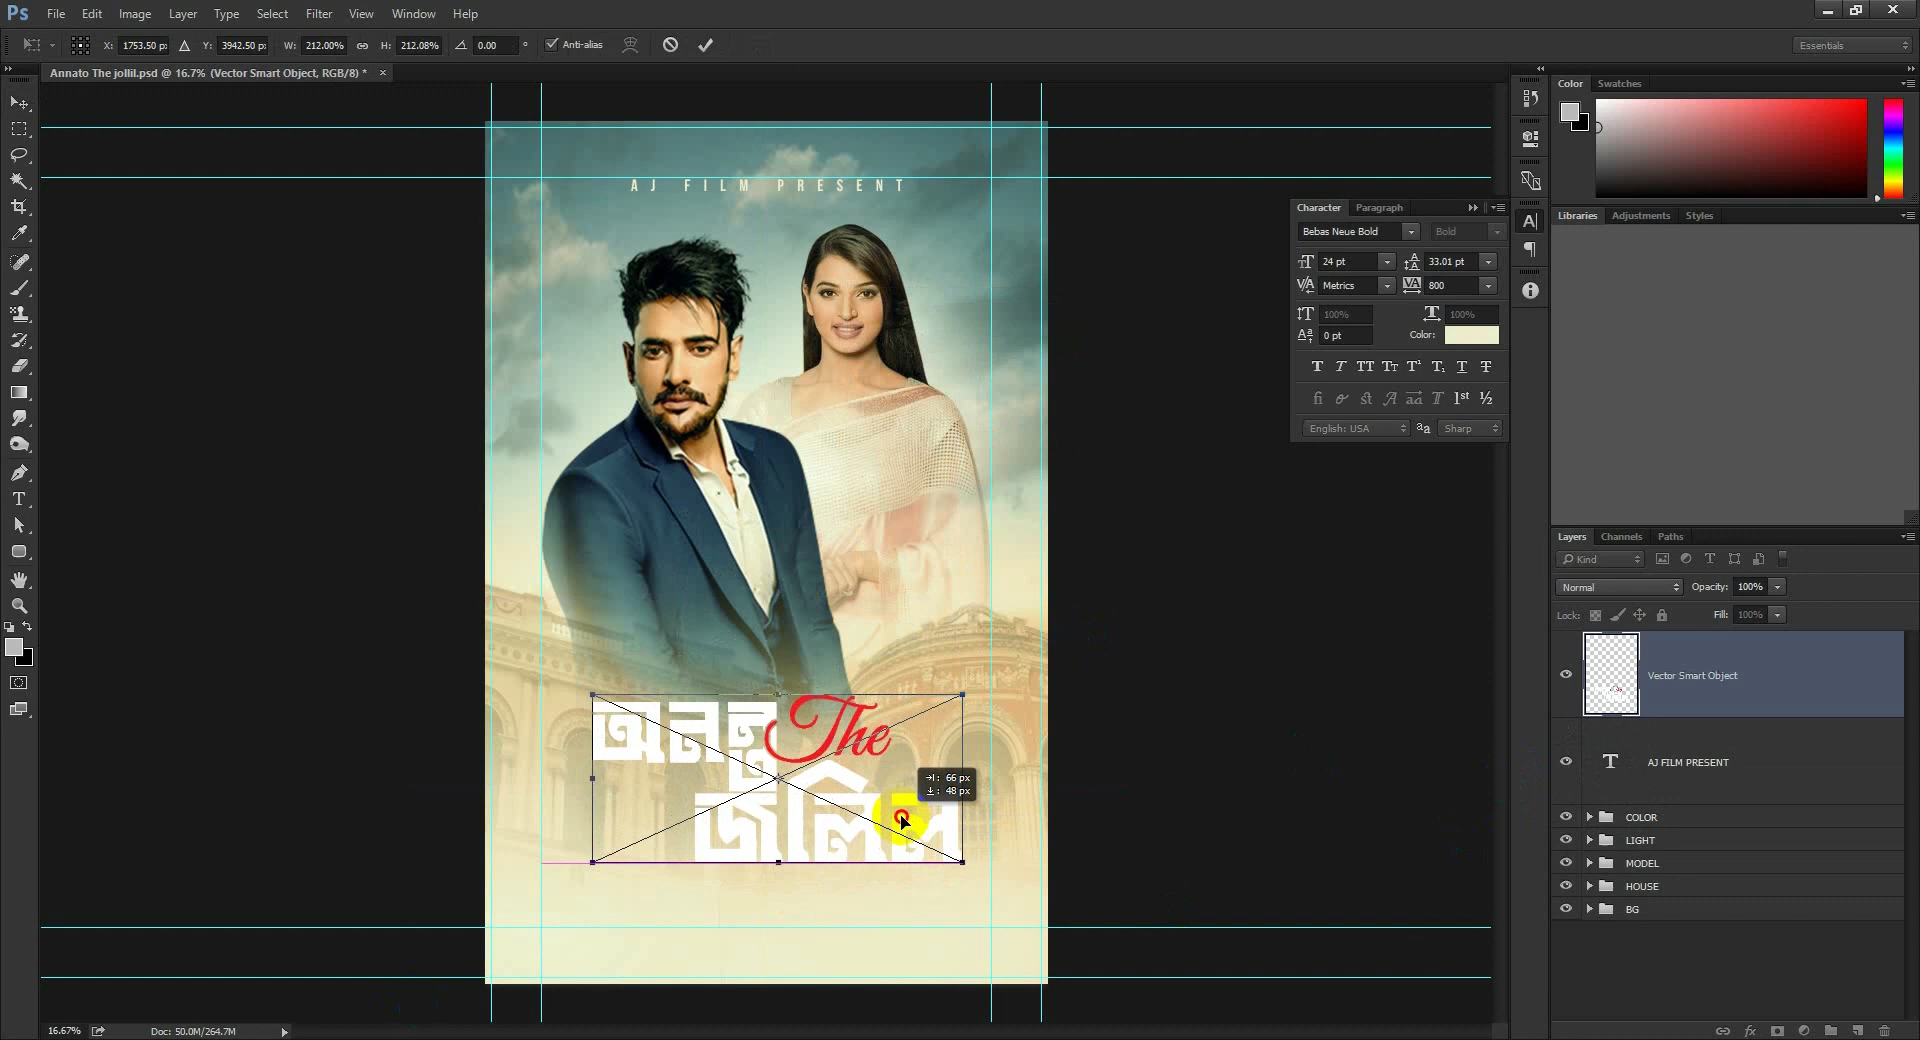 Ps File Edit Image Layer Type Select Filter View Window Help
X: 1753.50 px Y: 3942.50 px W: 212.00% H: 212.08% 0.00 ° Anti-alias Essentials
Annato The jollil.psd @ 16.7% (Vector Smart Object, RGB/8) * ×
Color Swatches
AJ FILM PRESENT
Character Paragraph
Bebas Neue Bold Bold
24 pt 33.01 pt
Metrics 800
100% 100%
0 pt Color:
English: USA aa Sharp
Libraries Adjustments Styles
অনন্ত The
জলিল
→: 66 px
↓: 48 px
Layers Channels Paths
Kind
Normal Opacity: 100%
Lock: Fill: 100%
Vector Smart Object
T AJ FILM PRESENT
COLOR
LIGHT
MODEL
HOUSE
BG
16.67% Doc: 50.0M/264.7M
fx